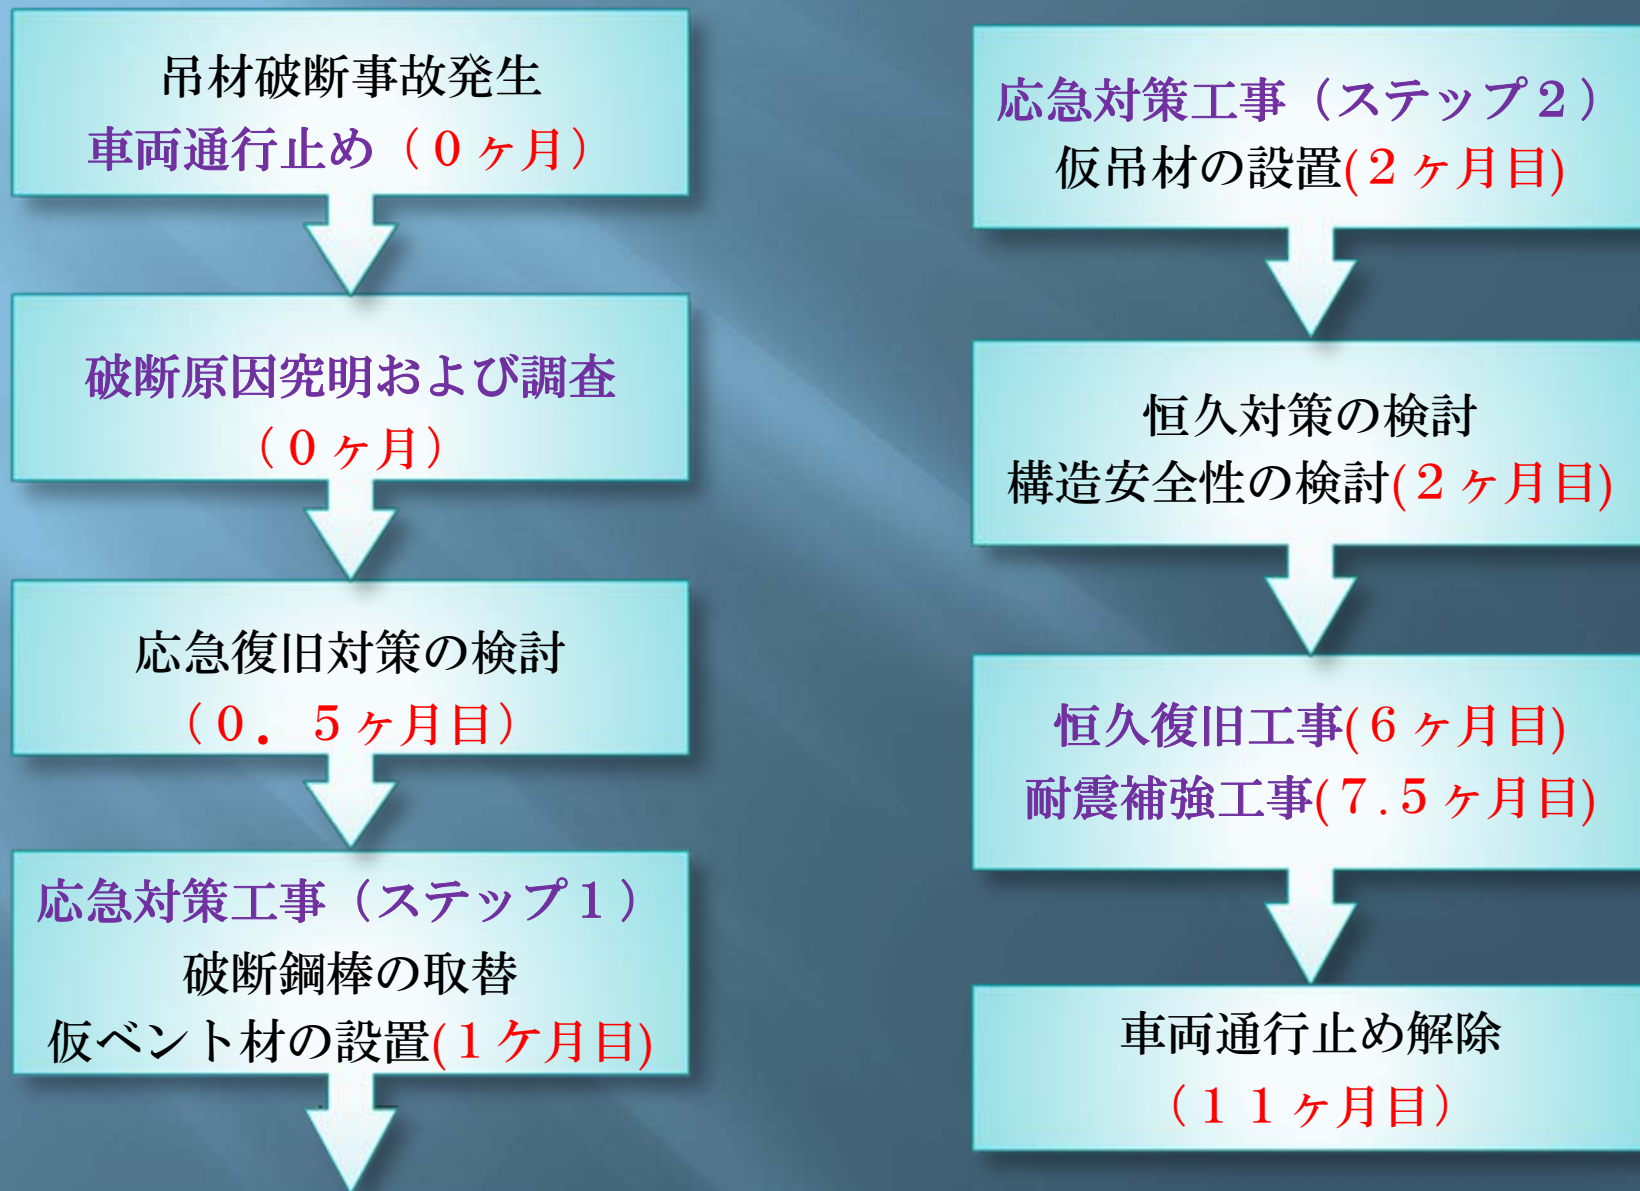 吊材破断事故発生
車両通行止め（０ヶ月）
破断原因究明および調査
（０ヶ月）
応急復旧対策の検討
（０．５ヶ月目）
応急対策工事（ステップ１）
破断鋼棒の取替
仮ベント材の設置(１ケ月目)
応急対策工事（ステップ２）
仮吊材の設置(２ヶ月目)
恒久対策の検討
構造安全性の検討(２ヶ月目)
恒久復旧工事(６ヶ月目)
耐震補強工事(７.５ヶ月目)
車両通行止め解除
（１１ヶ月目）